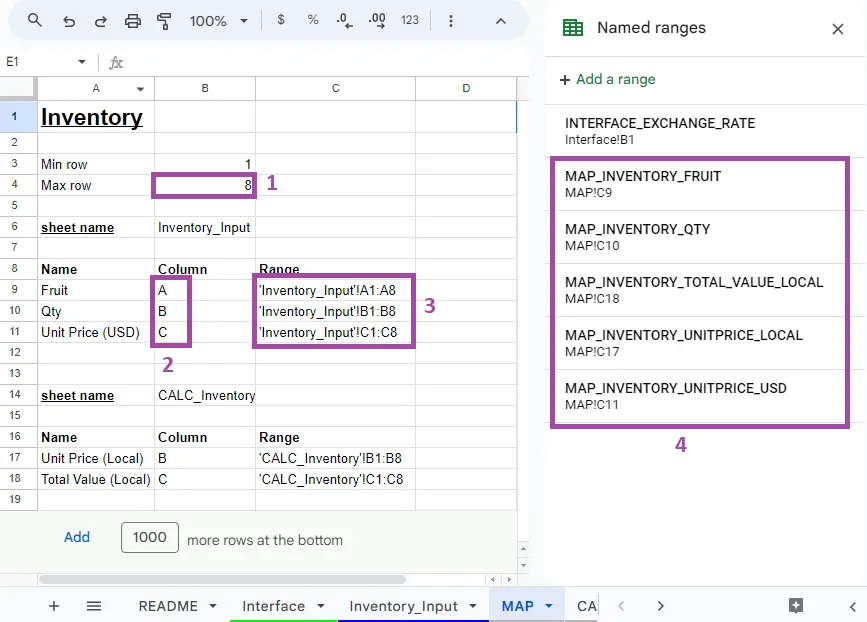 100% $ % .0 .00 123
Named ranges
E1 fx
+ Add a range
A B C D
1 Inventory
INTERFACE_EXCHANGE_RATE
Interface!B1
2
3 Min row 1
4 Max row 8 1
MAP_INVENTORY_FRUIT
MAP!C9
5
6 sheet name Inventory_Input
MAP_INVENTORY_QTY
MAP!C10
7
8 Name Column Range
9 Fruit A 'Inventory_Input'!A1:A8
MAP_INVENTORY_TOTAL_VALUE_LOCAL
MAP!C18
10 Qty B 'Inventory_Input'!B1:B8 3
11 Unit Price (USD) C 'Inventory_Input'!C1:C8
MAP_INVENTORY_UNITPRICE_LOCAL
MAP!C17
12
2
13
MAP_INVENTORY_UNITPRICE_USD
MAP!C11
14 sheet name CALC_Inventory
15
16 Name Column Range
4
17 Unit Price (Local) B 'CALC_Inventory'!B1:B8
18 Total Value (Local) C 'CALC_Inventory'!C1:C8
19
Add 1000 more rows at the bottom
README Interface Inventory_Input MAP CA